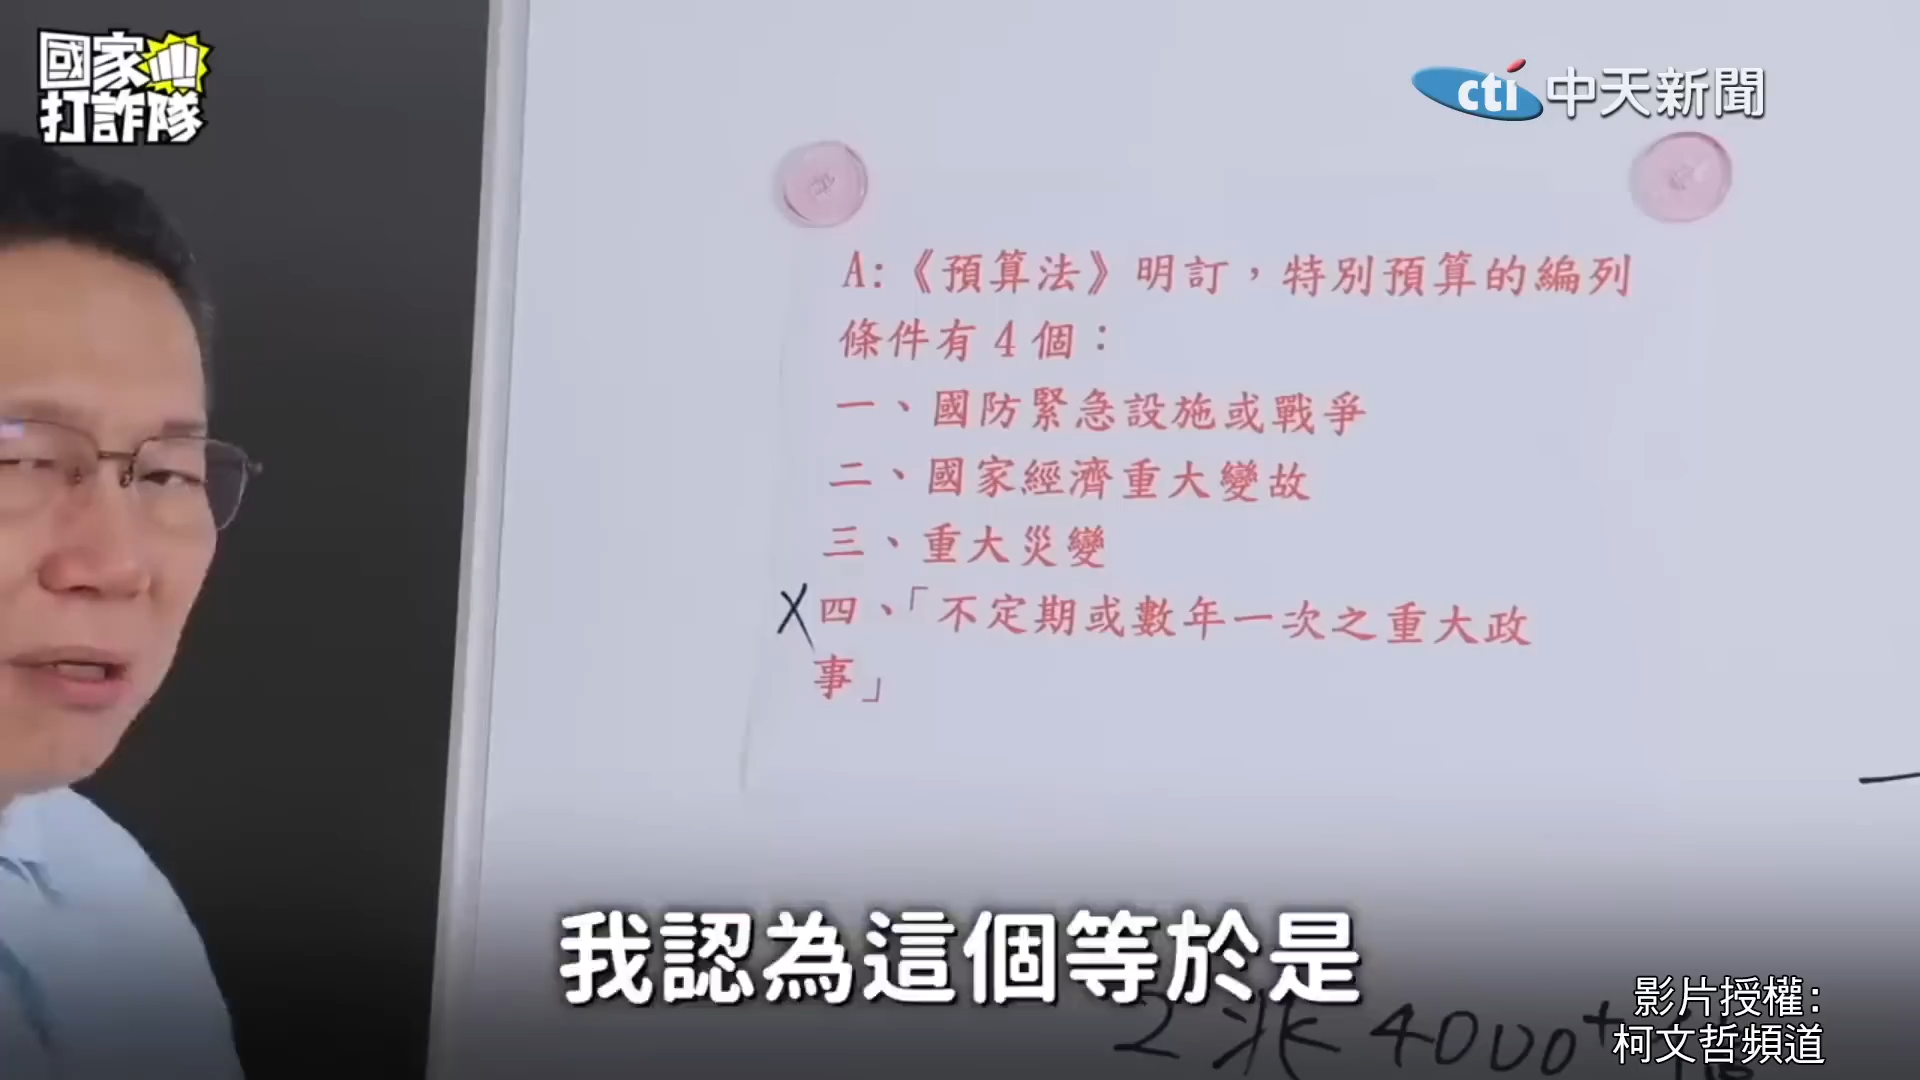 國家
打詐隊
cti 中天新聞
A:《預算法》明訂，特別預算的編列
條件有4個：
一、國防緊急設施或戰爭
二、國家經濟重大變故
三、重大災變
X 四、「不定期或數年一次之重大政
事」
我認為這個等於是
2兆4000+
影片授權:
柯文哲頻道